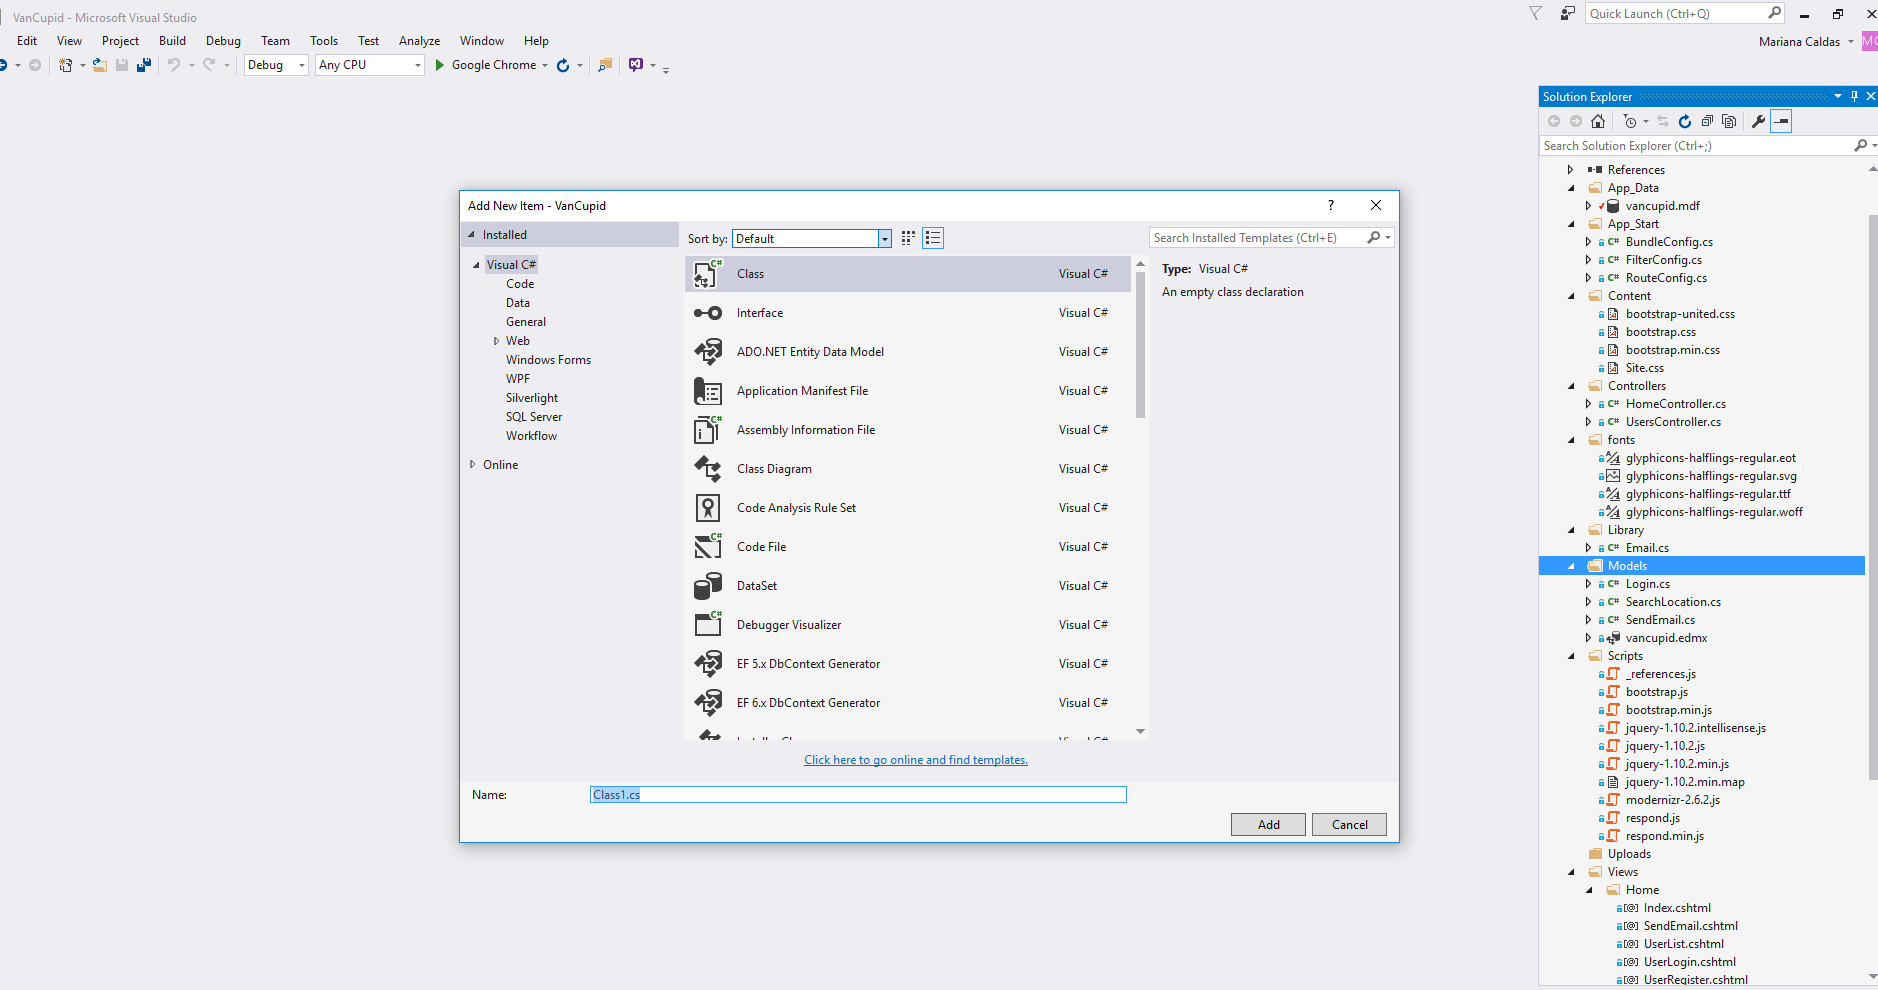 VanCupid - Microsoft Visual Studio
Quick Launch (Ctrl+Q)
Edit View Project Build Debug Team Tools Test Analyze Window Help
Mariana Caldas
Debug Any CPU Google Chrome
Solution Explorer
Search Solution Explorer (Ctrl+;)
References
App_Data
vancupid.mdf
App_Start
BundleConfig.cs
FilterConfig.cs
RouteConfig.cs
Content
bootstrap-united.css
bootstrap.css
bootstrap.min.css
Site.css
Controllers
HomeController.cs
UsersController.cs
fonts
glyphicons-halflings-regular.eot
glyphicons-halflings-regular.svg
glyphicons-halflings-regular.ttf
glyphicons-halflings-regular.woff
Library
Email.cs
Models
Login.cs
SearchLocation.cs
SendEmail.cs
vancupid.edmx
Scripts
_references.js
bootstrap.js
bootstrap.min.js
jquery-1.10.2.intellisense.js
jquery-1.10.2.js
jquery-1.10.2.min.js
jquery-1.10.2.min.map
modernizr-2.6.2.js
respond.js
respond.min.js
Uploads
Views
Home
Index.cshtml
SendEmail.cshtml
UserList.cshtml
UserLogin.cshtml
UserRegister.cshtml
Add New Item - VanCupid
Installed
Visual C#
Code
Data
General
Web
Windows Forms
WPF
Silverlight
SQL Server
Workflow
Online
Sort by: Default
Search Installed Templates (Ctrl+E)
Class Visual C#
Interface Visual C#
ADO.NET Entity Data Model Visual C#
Application Manifest File Visual C#
Assembly Information File Visual C#
Class Diagram Visual C#
Code Analysis Rule Set Visual C#
Code File Visual C#
DataSet Visual C#
Debugger Visualizer Visual C#
EF 5.x DbContext Generator Visual C#
EF 6.x DbContext Generator Visual C#
Type: Visual C#
An empty class declaration
Click here to go online and find templates.
Name: Class1.cs
Add Cancel